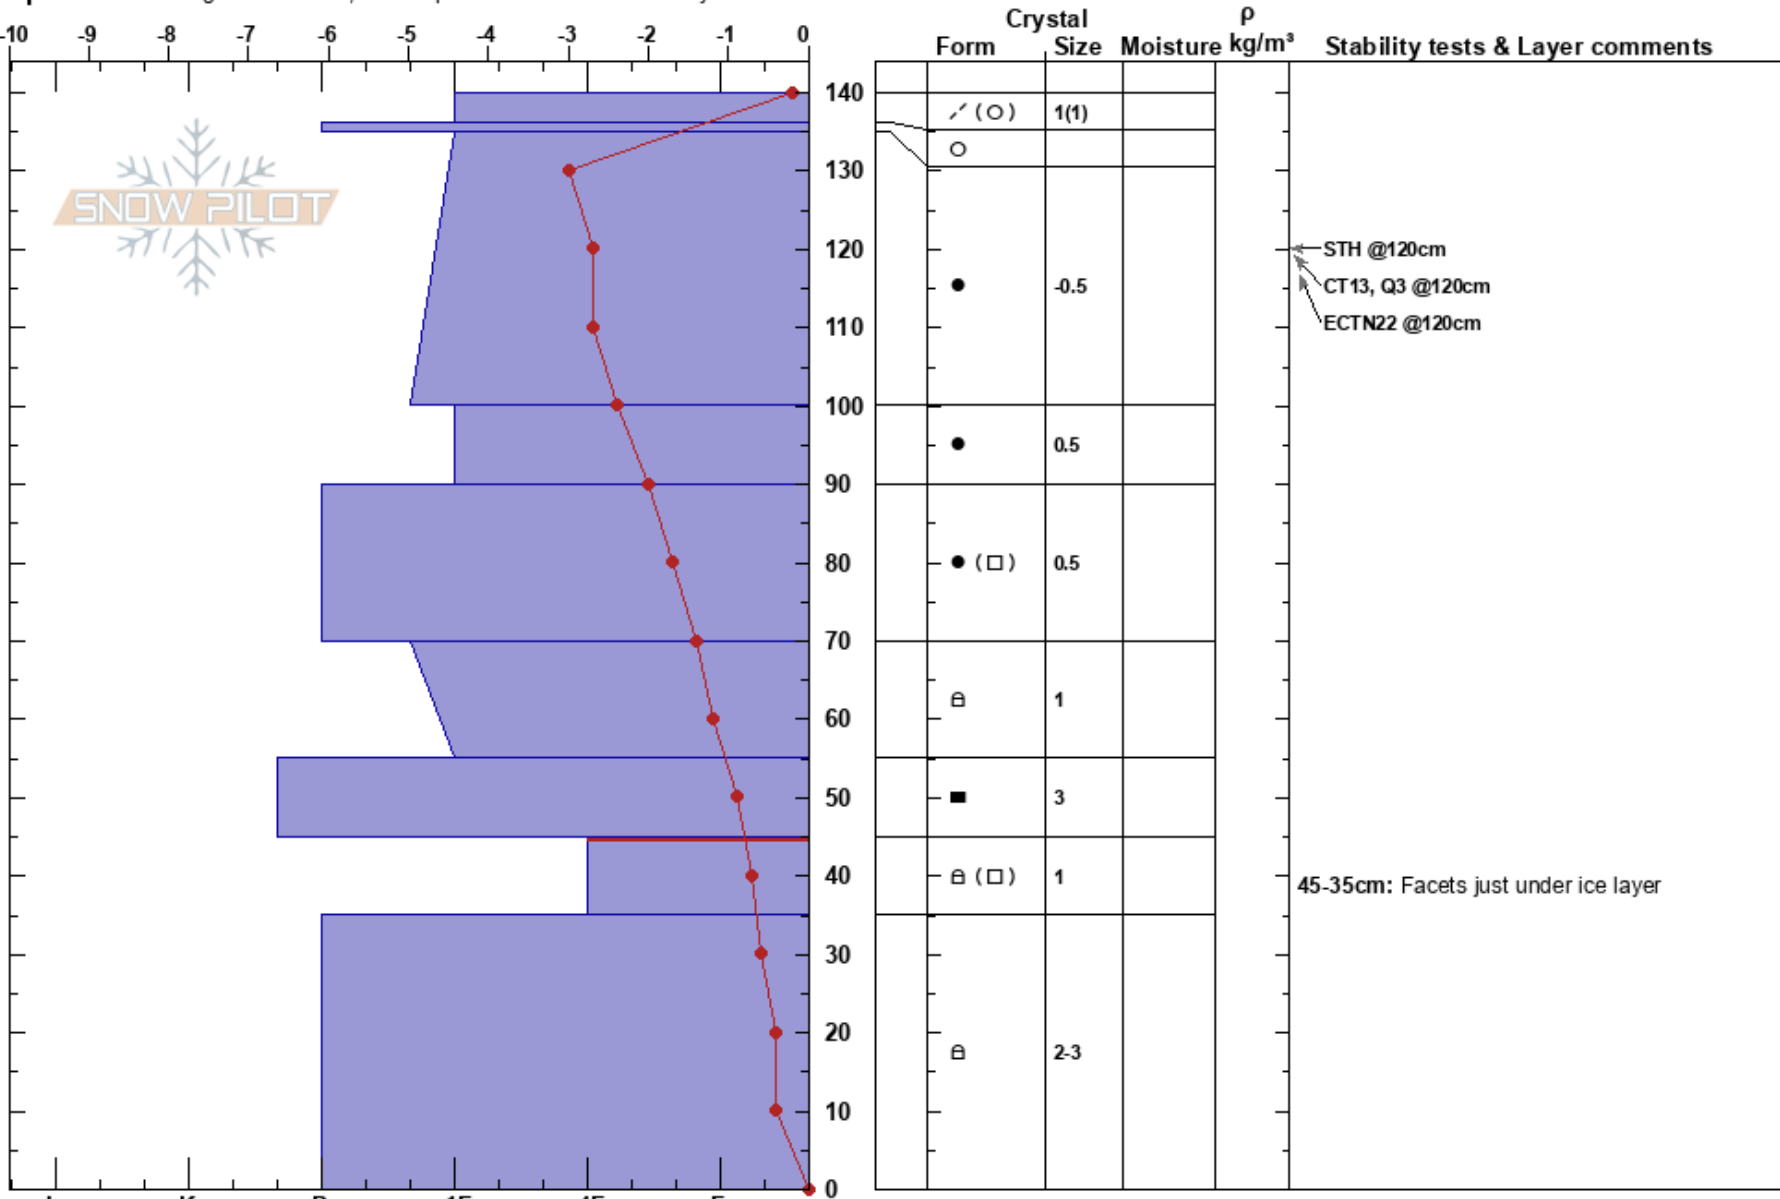 -10 -9 -8 -7 -6 -5 -4 -3 -2 -1 0
Crystal
ρ
Form Size Moisture kg/m³ Stability tests & Layer comments
140
1(1)
130
120
STH @120cm
-0.5
CT13, Q3 @120cm
110
ECTN22 @120cm
100
0.5
90
80
0.5
70
1
60
50
3
40
1
45-35cm: Facets just under ice layer
30
20
2-3
10
0
SNOW PILOT